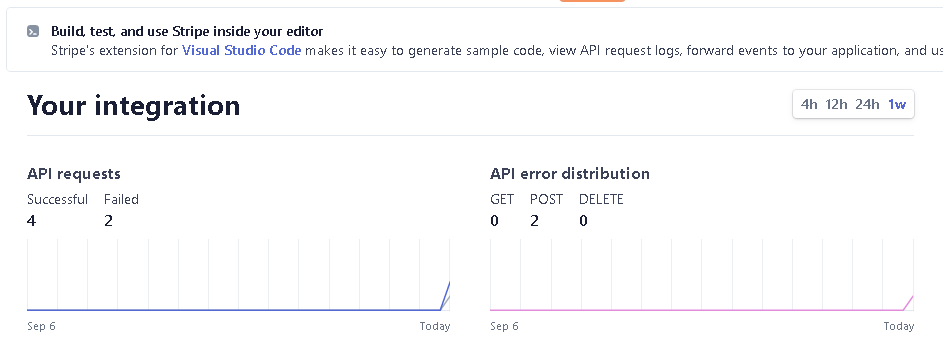 Build, test, and use Stripe inside your editor
Stripe's extension for Visual Studio Code makes it easy to generate sample code, view API request logs, forward events to your application, and us
Your integration
4h 12h 24h 1w
API requests
Successful Failed
4 2
Sep 6 Today
API error distribution
GET POST DELETE
0 2 0
Sep 6 Today